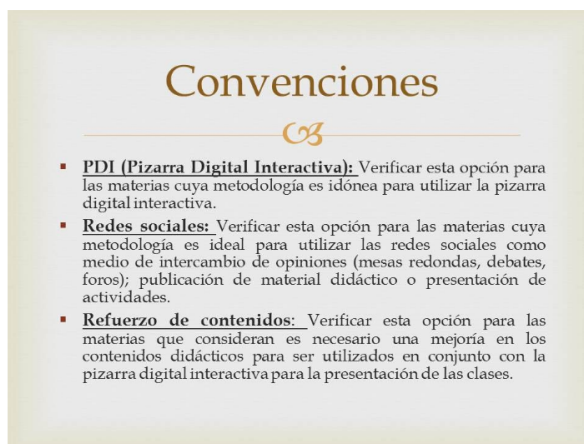 Convenciones
PDI (Pizarra Digital Interactiva): Verificar esta opción para
las materias cuya metodología es idónea para utilizar la pizarra
digital interactiva.
Redes sociales: Verificar esta opción para las materias cuya
metodología es ideal para utilizar las redes sociales como
medio de intercambio de opiniones (mesas redondas, debates,
foros); publicación de material didáctico o presentación de
actividades.
Refuerzo de contenidos: Verificar esta opción para las
materias que consideran es necesario una mejoría en los
contenidos didácticos para ser utilizados en conjunto con la
pizarra digital interactiva para la presentación de las clases.